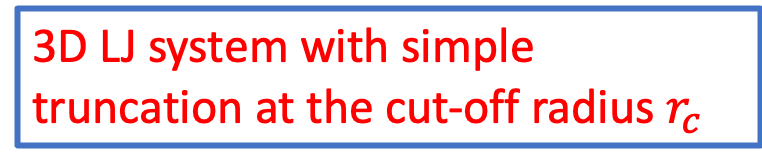 3D LJ system with simple
truncation at the cut-off radius r_c